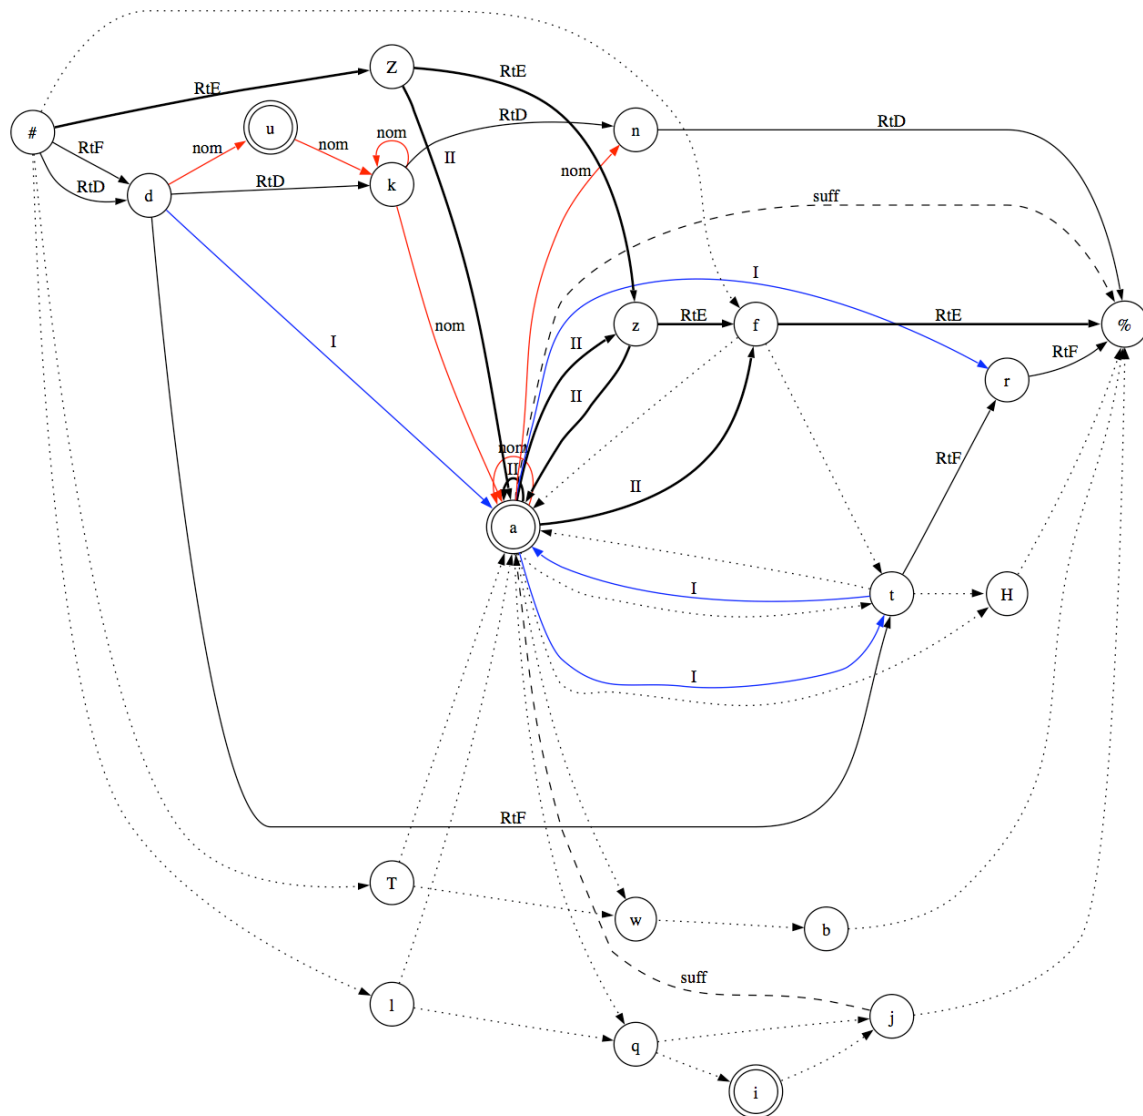 Z
RtE
RtE
#
u
n
RtD
RtD
nom
RtF
nom
nom
II
k
nom
RtD
RtD
d
suff
I
z
II
RtE
f
RtE
%
nom
I
II
RtF
r
nom
II
II
RtF
a
I
t
H
I
RtF
T
w
b
suff
l
j
q
i